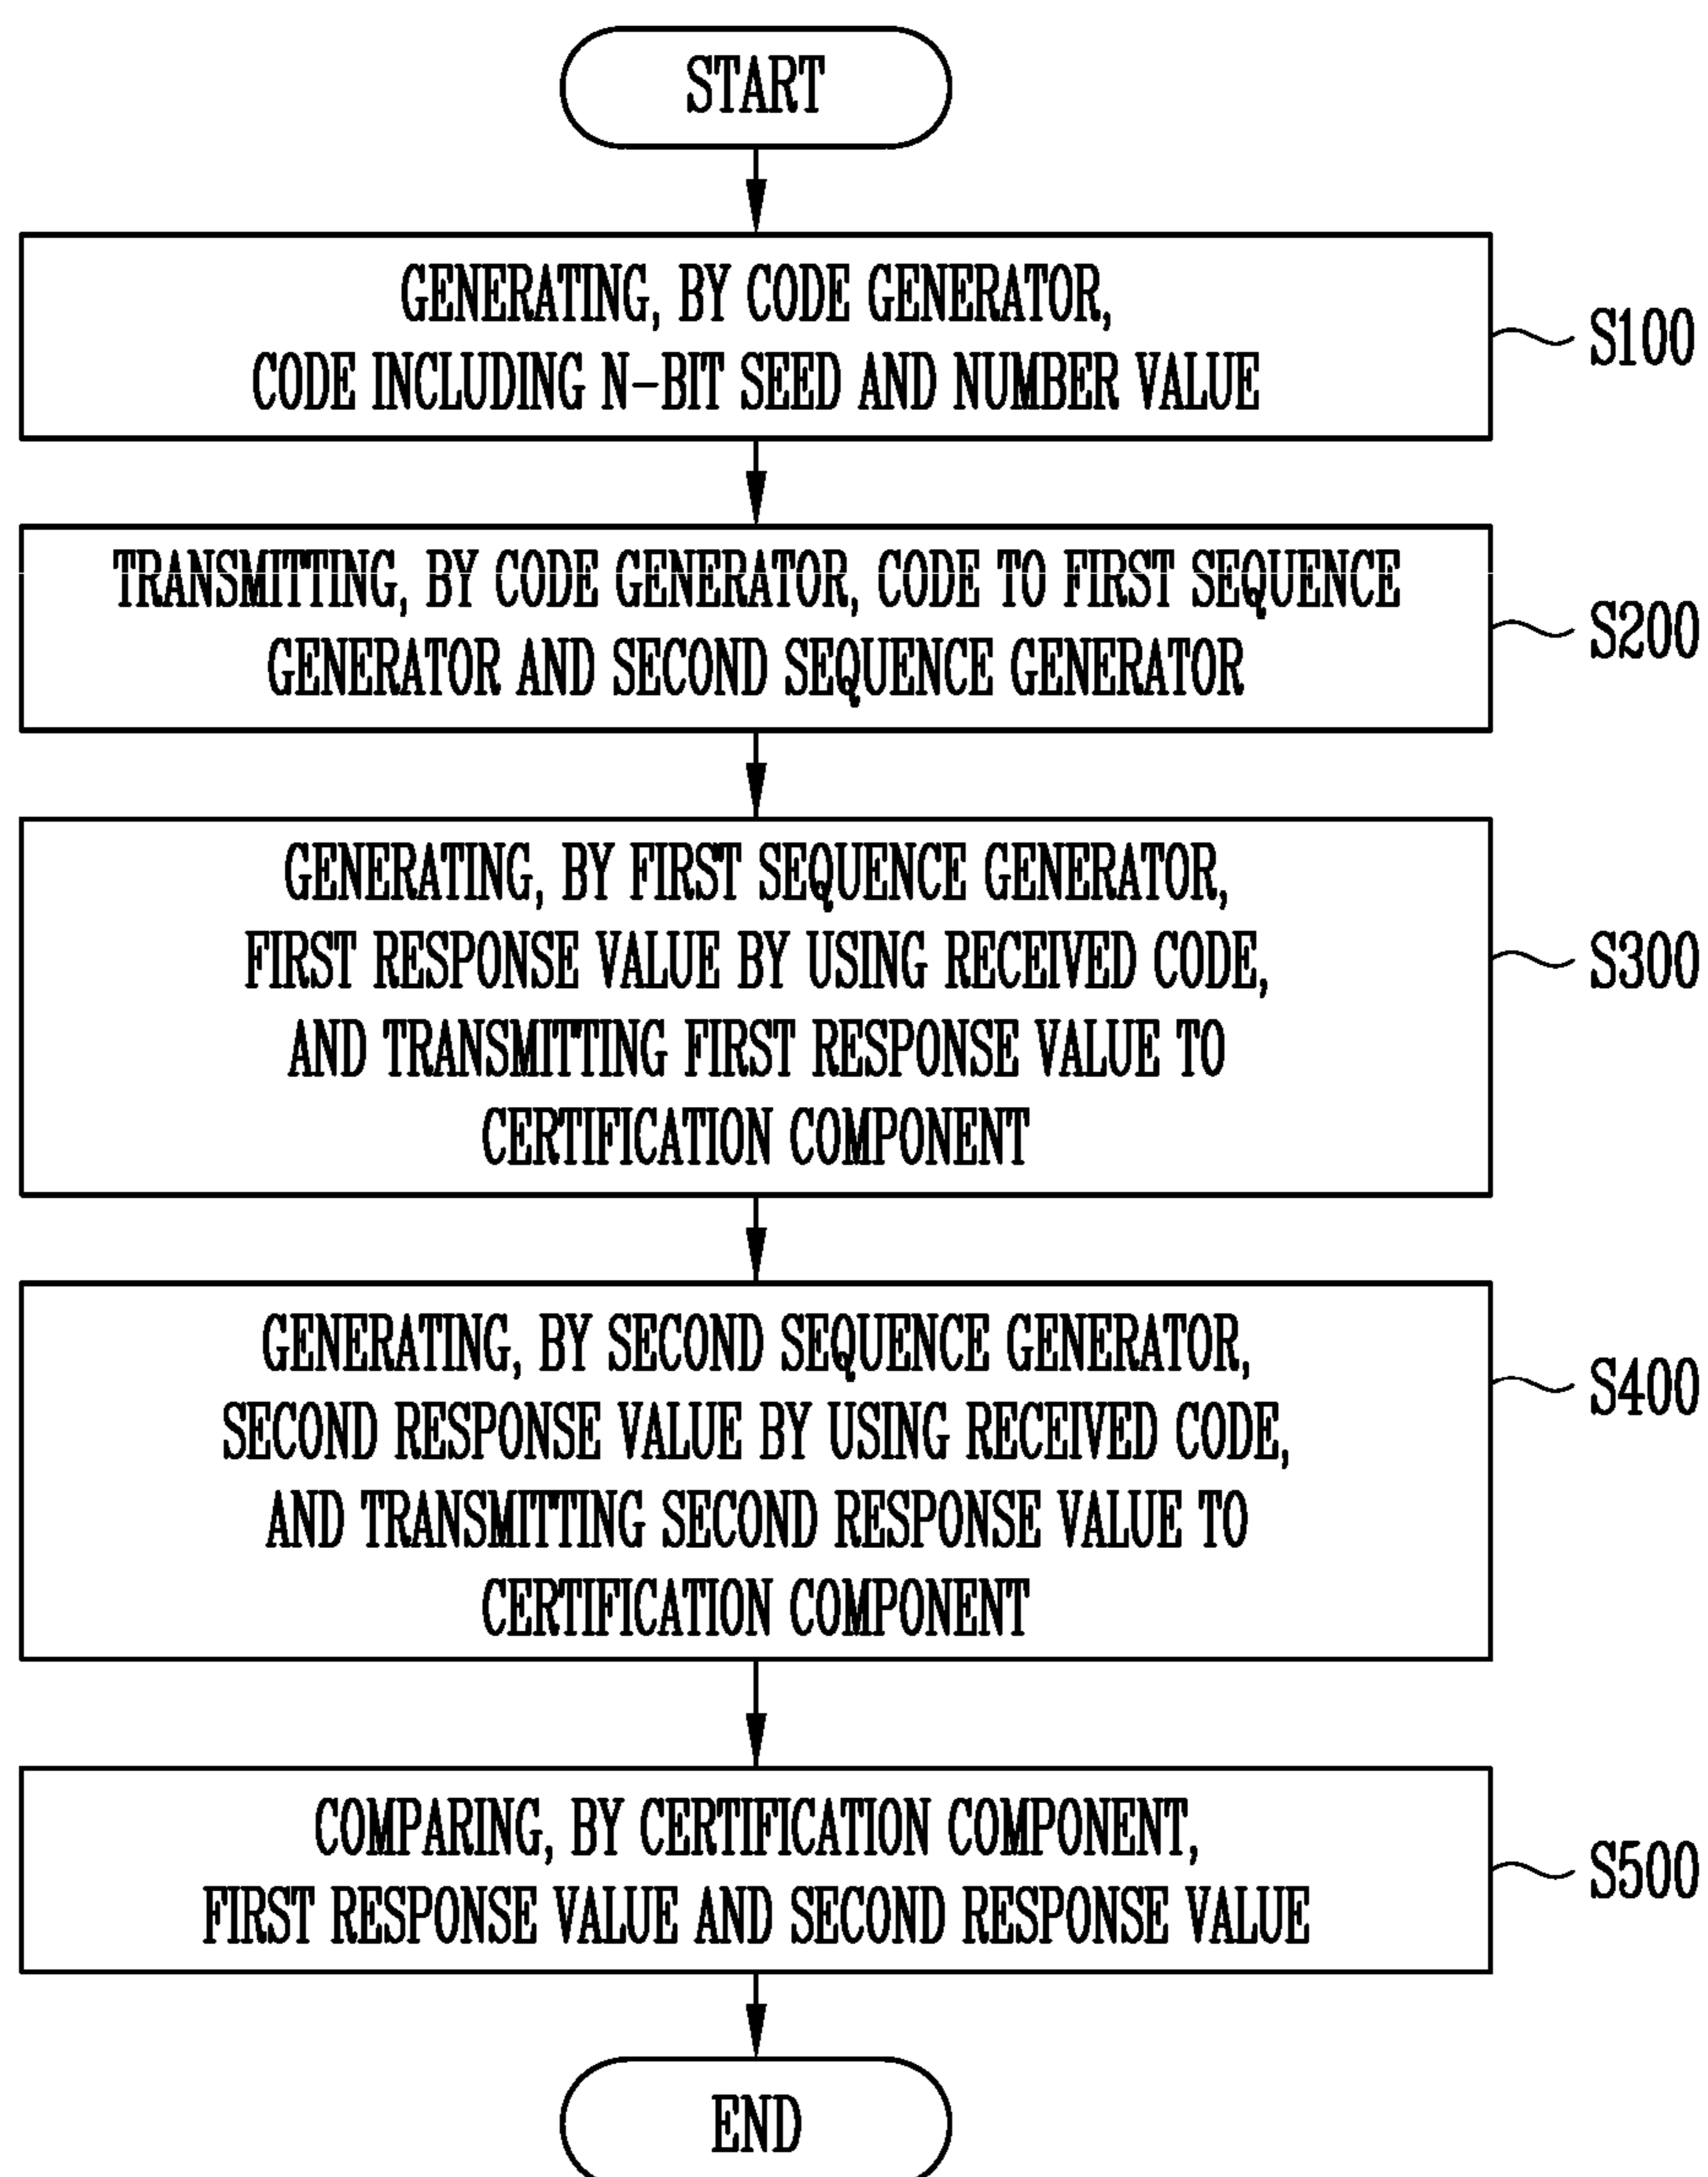 START
GENERATING, BY CODE GENERATOR,
CODE INCLUDING N-BIT SEED AND NUMBER VALUE
S100
TRANSMITTING, BY CODE GENERATOR, CODE TO FIRST SEQUENCE
GENERATOR AND SECOND SEQUENCE GENERATOR
S200
GENERATING, BY FIRST SEQUENCE GENERATOR,
FIRST RESPONSE VALUE BY USING RECEIVED CODE,
AND TRANSMITTING FIRST RESPONSE VALUE TO
CERTIFICATION COMPONENT
S300
GENERATING, BY SECOND SEQUENCE GENERATOR,
SECOND RESPONSE VALUE BY USING RECEIVED CODE,
AND TRANSMITTING SECOND RESPONSE VALUE TO
CERTIFICATION COMPONENT
S400
COMPARING, BY CERTIFICATION COMPONENT,
FIRST RESPONSE VALUE AND SECOND RESPONSE VALUE
S500
END